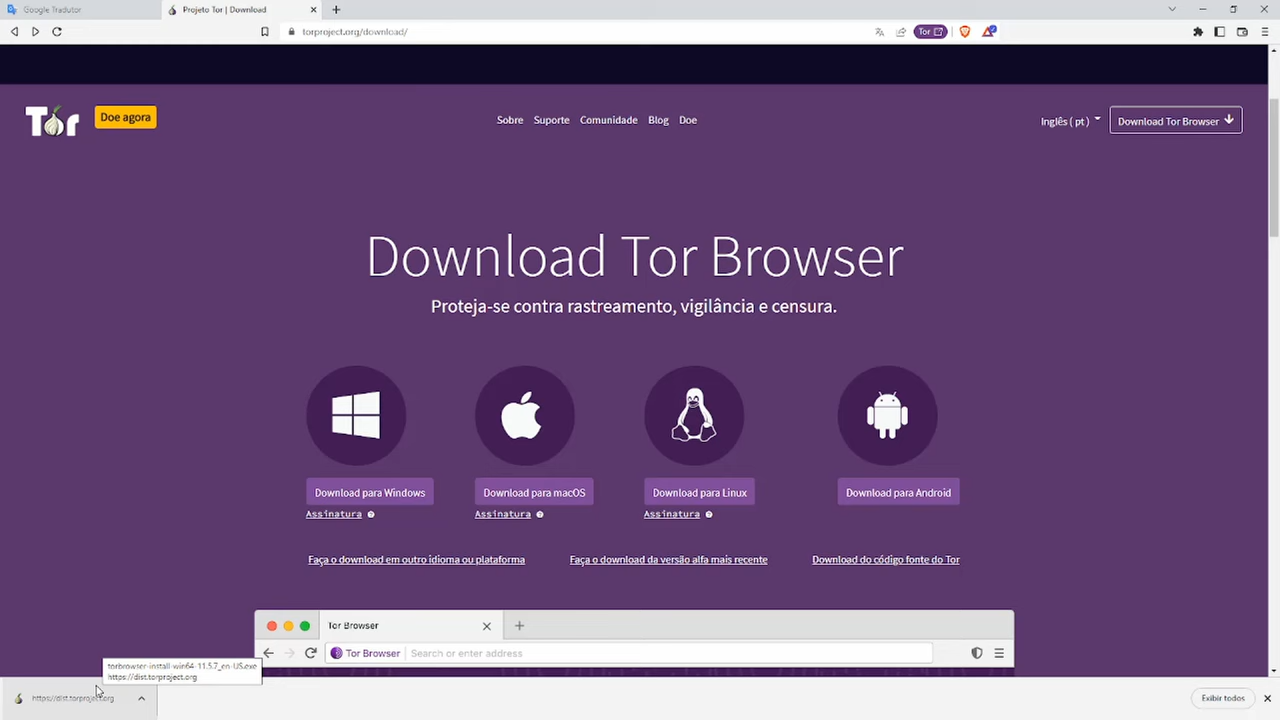 Google Tradutor
Projeto Tor | Download
torproject.org/download/
Tor
Tor
Doe agora
Sobre
Suporte
Comunidade
Blog
Doe
Inglês ( pt )
Download Tor Browser
Download Tor Browser
Proteja-se contra rastreamento, vigilância e censura.
Download para Windows
Download para macOS
Download para Linux
Download para Android
Assinatura
Assinatura
Assinatura
Faça o download em outro idioma ou plataforma
Faça o download da versão alfa mais recente
Download do código fonte do Tor
Tor Browser
Tor Browser
Search or enter address
torbrowser-install-win64-11.5.7_en-US.exe
https://dist.torproject.org
https://dist.torproject.org
Exibir todos